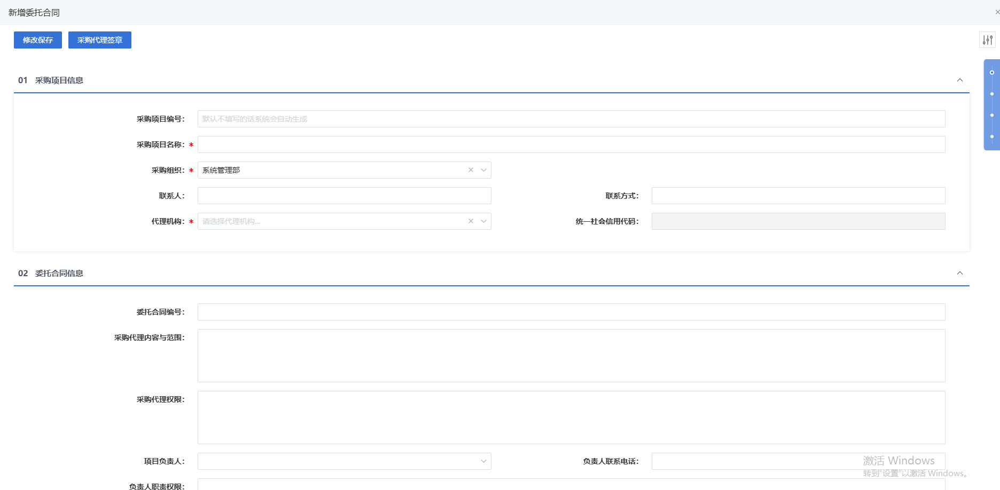 新增委托合同
修改保存 采购代理签章
01 采购项目信息
采购项目编号： 默认不填写的话系统会自动生成
采购项目名称：*
采购组织：* 系统管理部
联系人： 联系方式：
代理机构：* 请选择代理机构... 统一社会信用代码：
02 委托合同信息
委托合同编号：
采购代理内容与范围：
采购代理权限：
项目负责人： 负责人联系电话：
激活 Windows
转到“设置”以激活 Windows。
负责人职责权限：